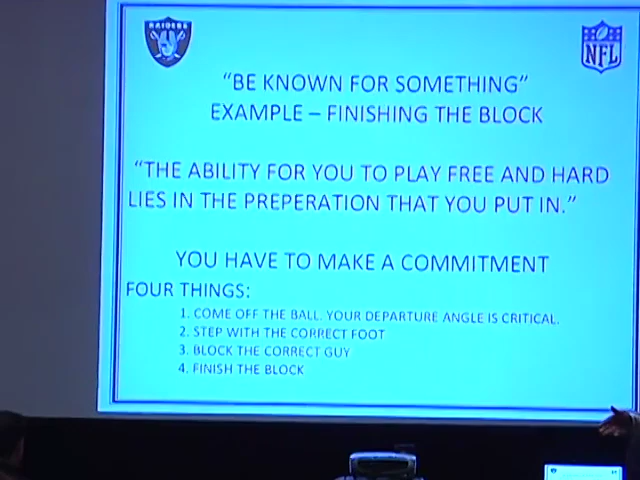 RAIDERS
NFL
"BE KNOWN FOR SOMETHING"
EXAMPLE – FINISHING THE BLOCK
"THE ABILITY FOR YOU TO PLAY FREE AND HARD
LIES IN THE PREPERATION THAT YOU PUT IN."
YOU HAVE TO MAKE A COMMITMENT
FOUR THINGS:
1. COME OFF THE BALL. YOUR DEPARTURE ANGLE IS CRITICAL.
2. STEP WITH THE CORRECT FOOT
3. BLOCK THE CORRECT GUY
4. FINISH THE BLOCK